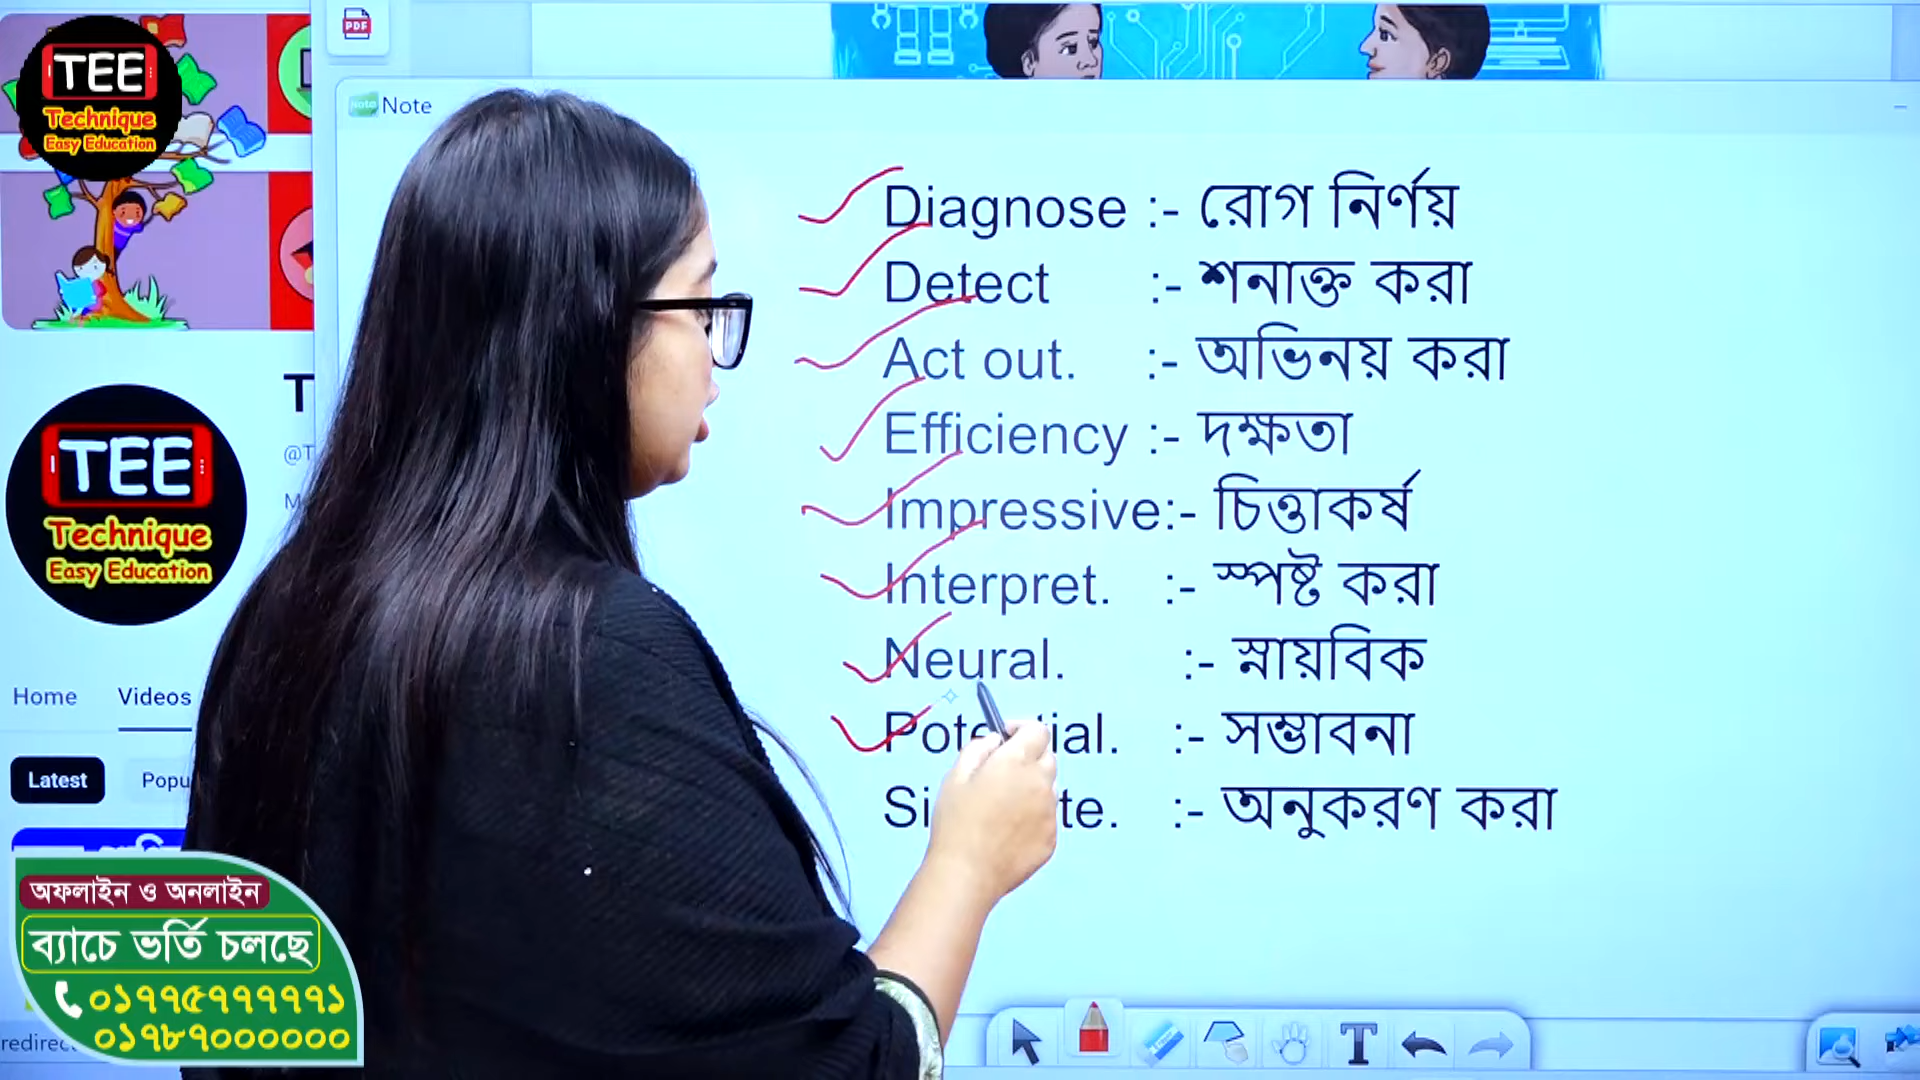 TEE
Technique
Easy Education
PDF
Note
Diagnose :- রোগ নির্ণয়
Detect :- শনাক্ত করা
Act out. :- অভিনয় করা
Efficiency :- দক্ষতা
Impressive:- চিত্তাকর্ষ
Interpret. :- স্পষ্ট করা
Neural. :- স্নায়বিক
Potential. :- সম্ভাবনা
:- অনুকরণ করা
TEE
Technique
Easy Education
Home Videos
Latest
অফলাইন ও অনলাইন
ব্যাচে ভর্তি চলছে
০১৭৭৫৭৭৭৭৭১
০১৭৮৭০০০০০০